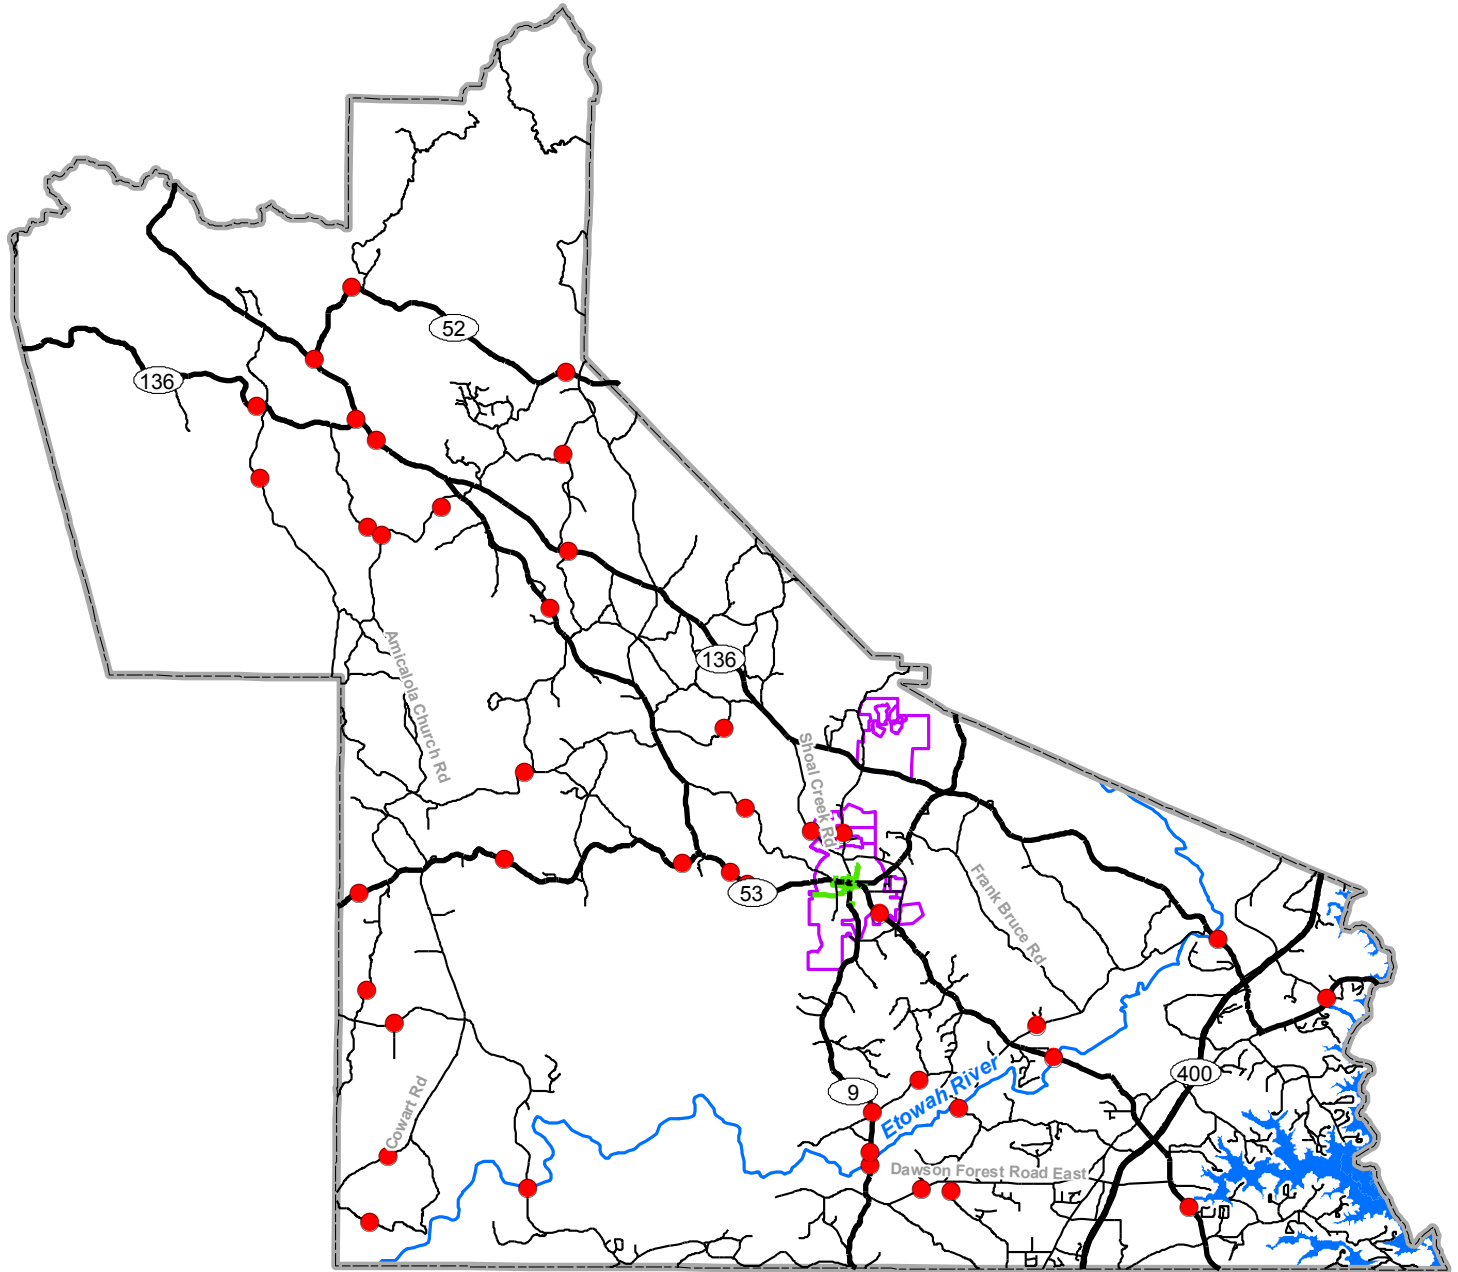 52
136
136
Amicalola Church Rd
Shoal Creek Rd
53
Frank Bruce Rd
400
9
Etowah River
Cowart Rd
Dawson Forest Road East